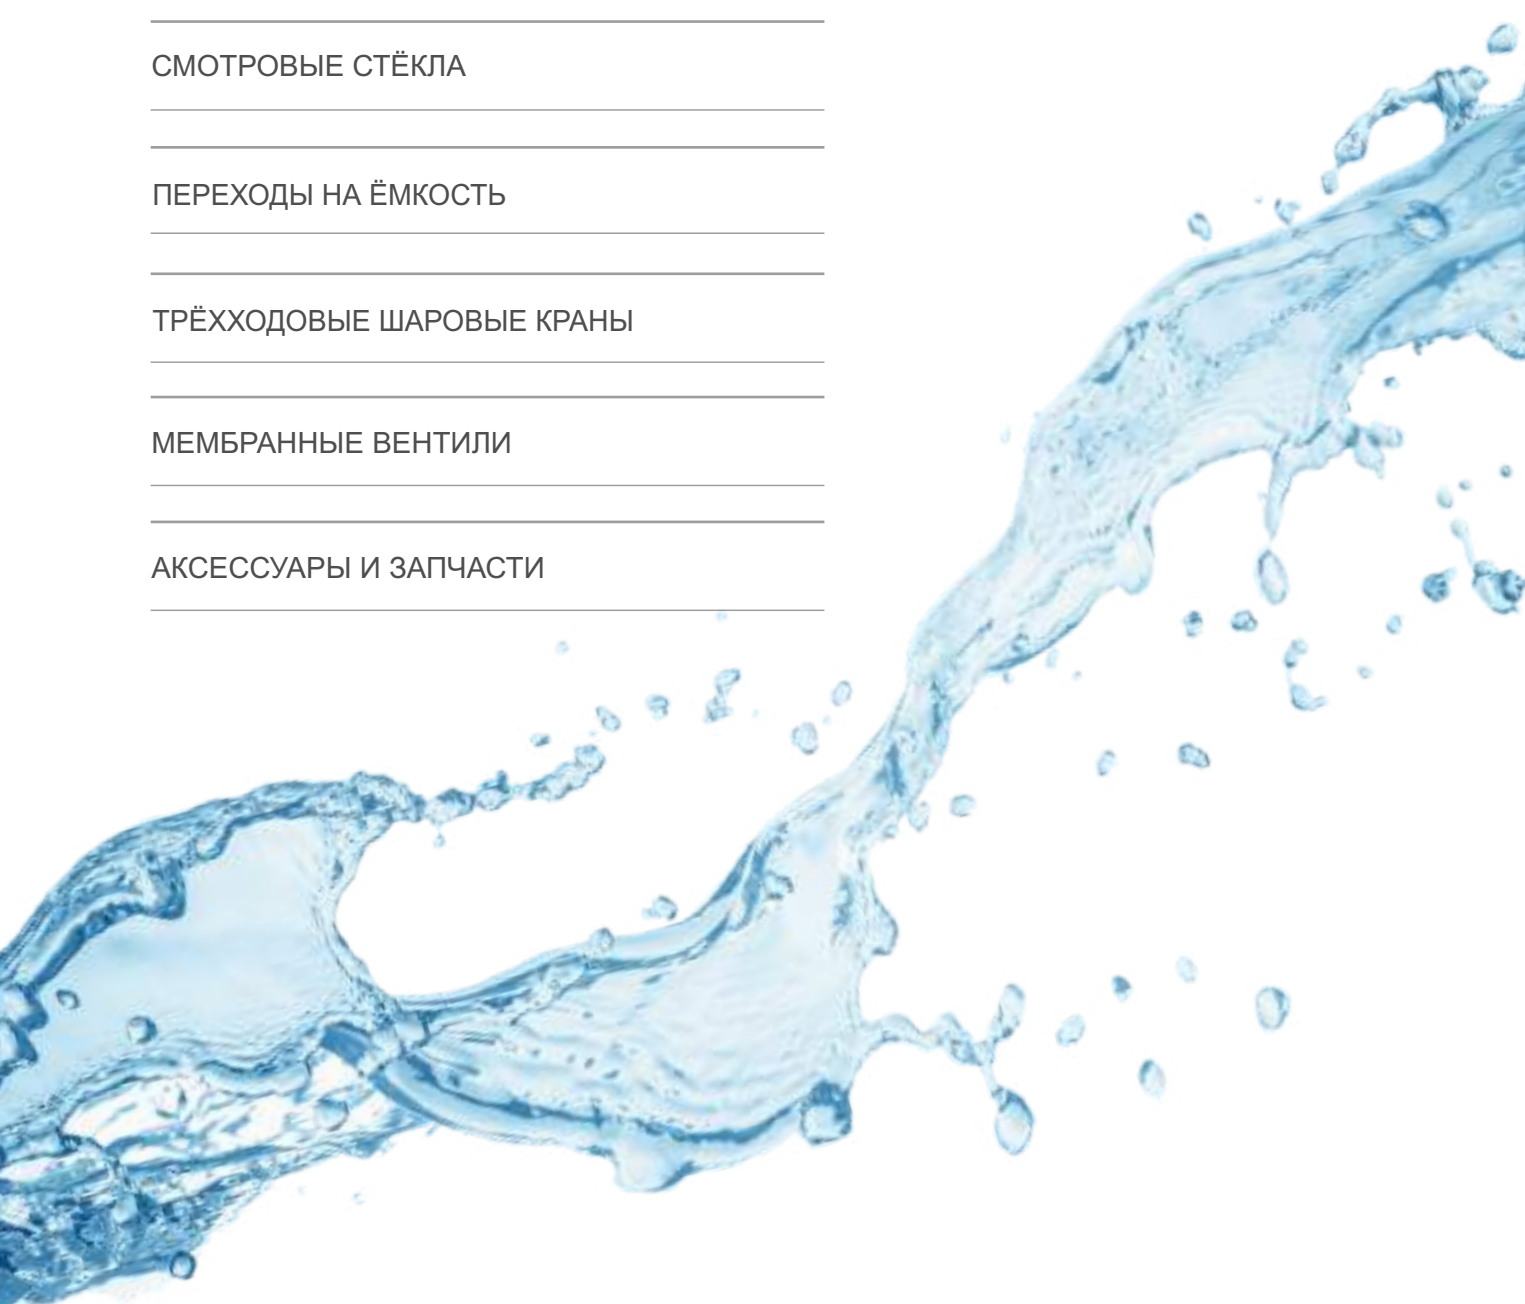 СМОТРОВЫЕ СТЁКЛА
ПЕРЕХОДЫ НА ЁМКОСТЬ
ТРЁХХОДОВЫЕ ШАРОВЫЕ КРАНЫ
МЕМБРАННЫЕ ВЕНТИЛИ
АКСЕССУАРЫ И ЗАПЧАСТИ